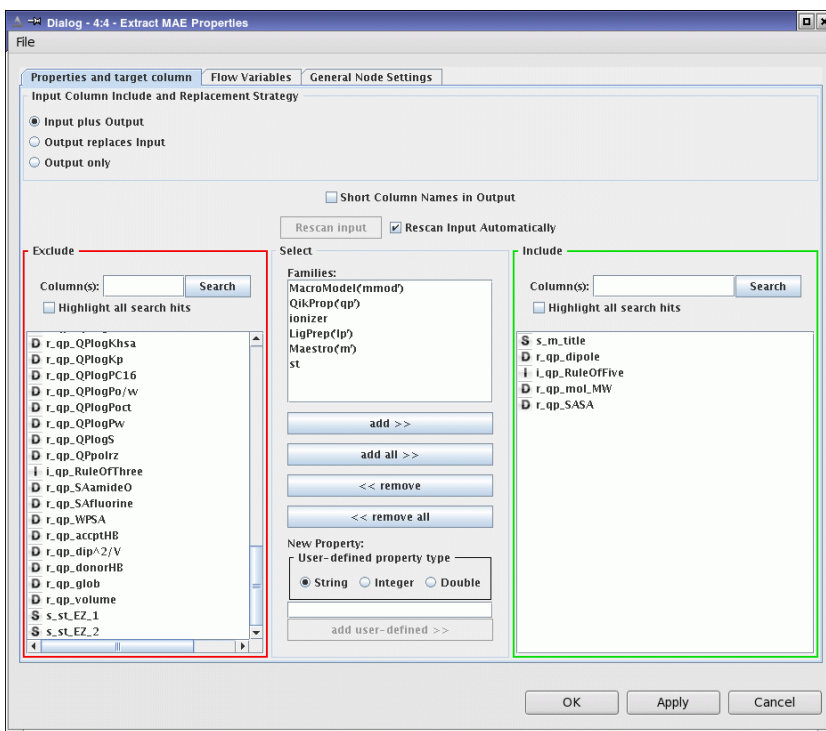 Dialog - 4:4 - Extract MAE Properties
File
Properties and target column
Flow Variables
General Node Settings
Input Column Include and Replacement Strategy
Input plus Output
Output replaces Input
Output only
Short Column Names in Output
Rescan input
Rescan Input Automatically
Exclude
Column(s):
Search
Highlight all search hits
D r_qp_QPlogKhsa
D r_qp_QPlogKp
D r_qp_QPlogPC16
D r_qp_QPlogPo/w
D r_qp_QPlogPoct
D r_qp_QPlogPw
D r_qp_QPlogS
D r_qp_QPpolrz
I i_qp_RuleOfThree
D r_qp_SAamideO
D r_qp_SAfluorine
D r_qp_WPSA
D r_qp_accptHB
D r_qp_dip^2/V
D r_qp_donorHB
D r_qp_glob
D r_qp_volume
S s_st_EZ_1
S s_st_EZ_2
Select
Families:
MacroModel('mmod')
QikProp('qp')
ionizer
LigPrep('lp')
Maestro('m')
st
add >>
add all >>
<< remove
<< remove all
New Property:
User-defined property type
String
Integer
Double
add user-defined >>
Include
Column(s):
Search
Highlight all search hits
S s_m_title
D r_qp_dipole
I i_qp_RuleOfFive
D r_qp_mol_MW
D r_qp_SASA
OK
Apply
Cancel